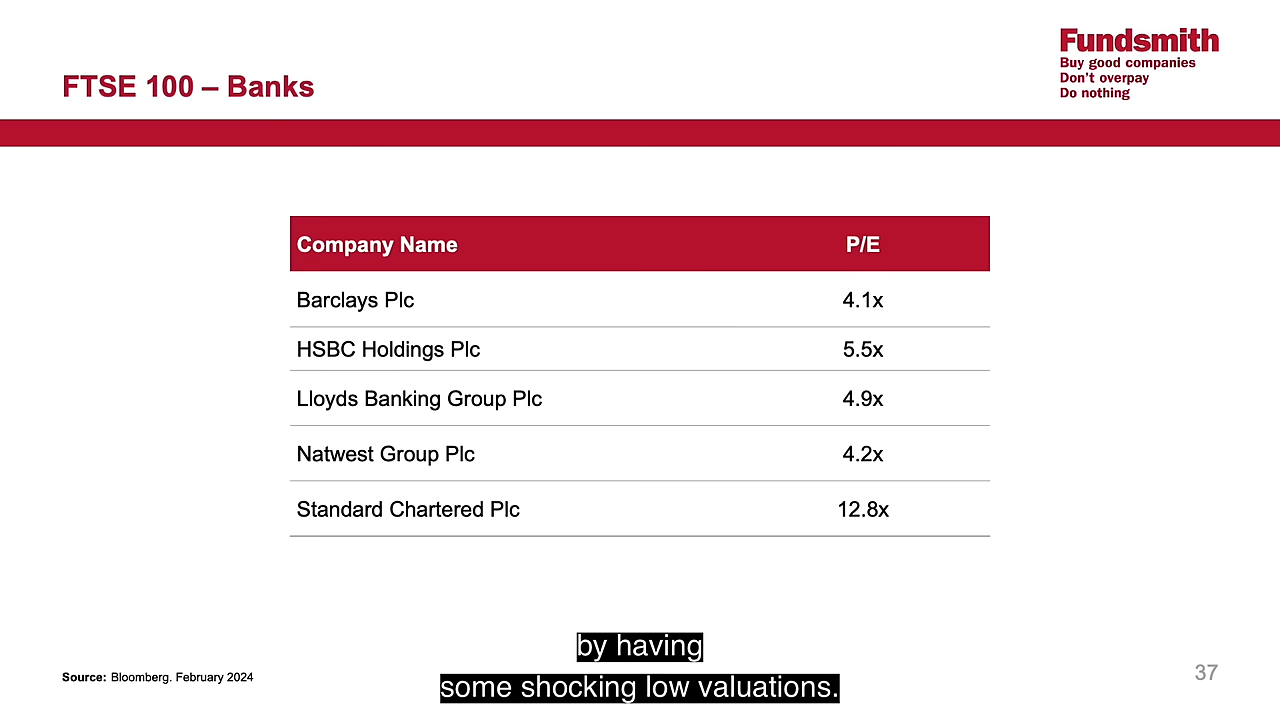 Fundsmith
Buy good companies
Don't overpay
Do nothing
FTSE 100 – Banks
Company Name P/E
Barclays Plc 4.1x
HSBC Holdings Plc 5.5x
Lloyds Banking Group Plc 4.9x
Natwest Group Plc 4.2x
Standard Chartered Plc 12.8x
by having
some shocking low valuations.
Source: Bloomberg. February 2024
37